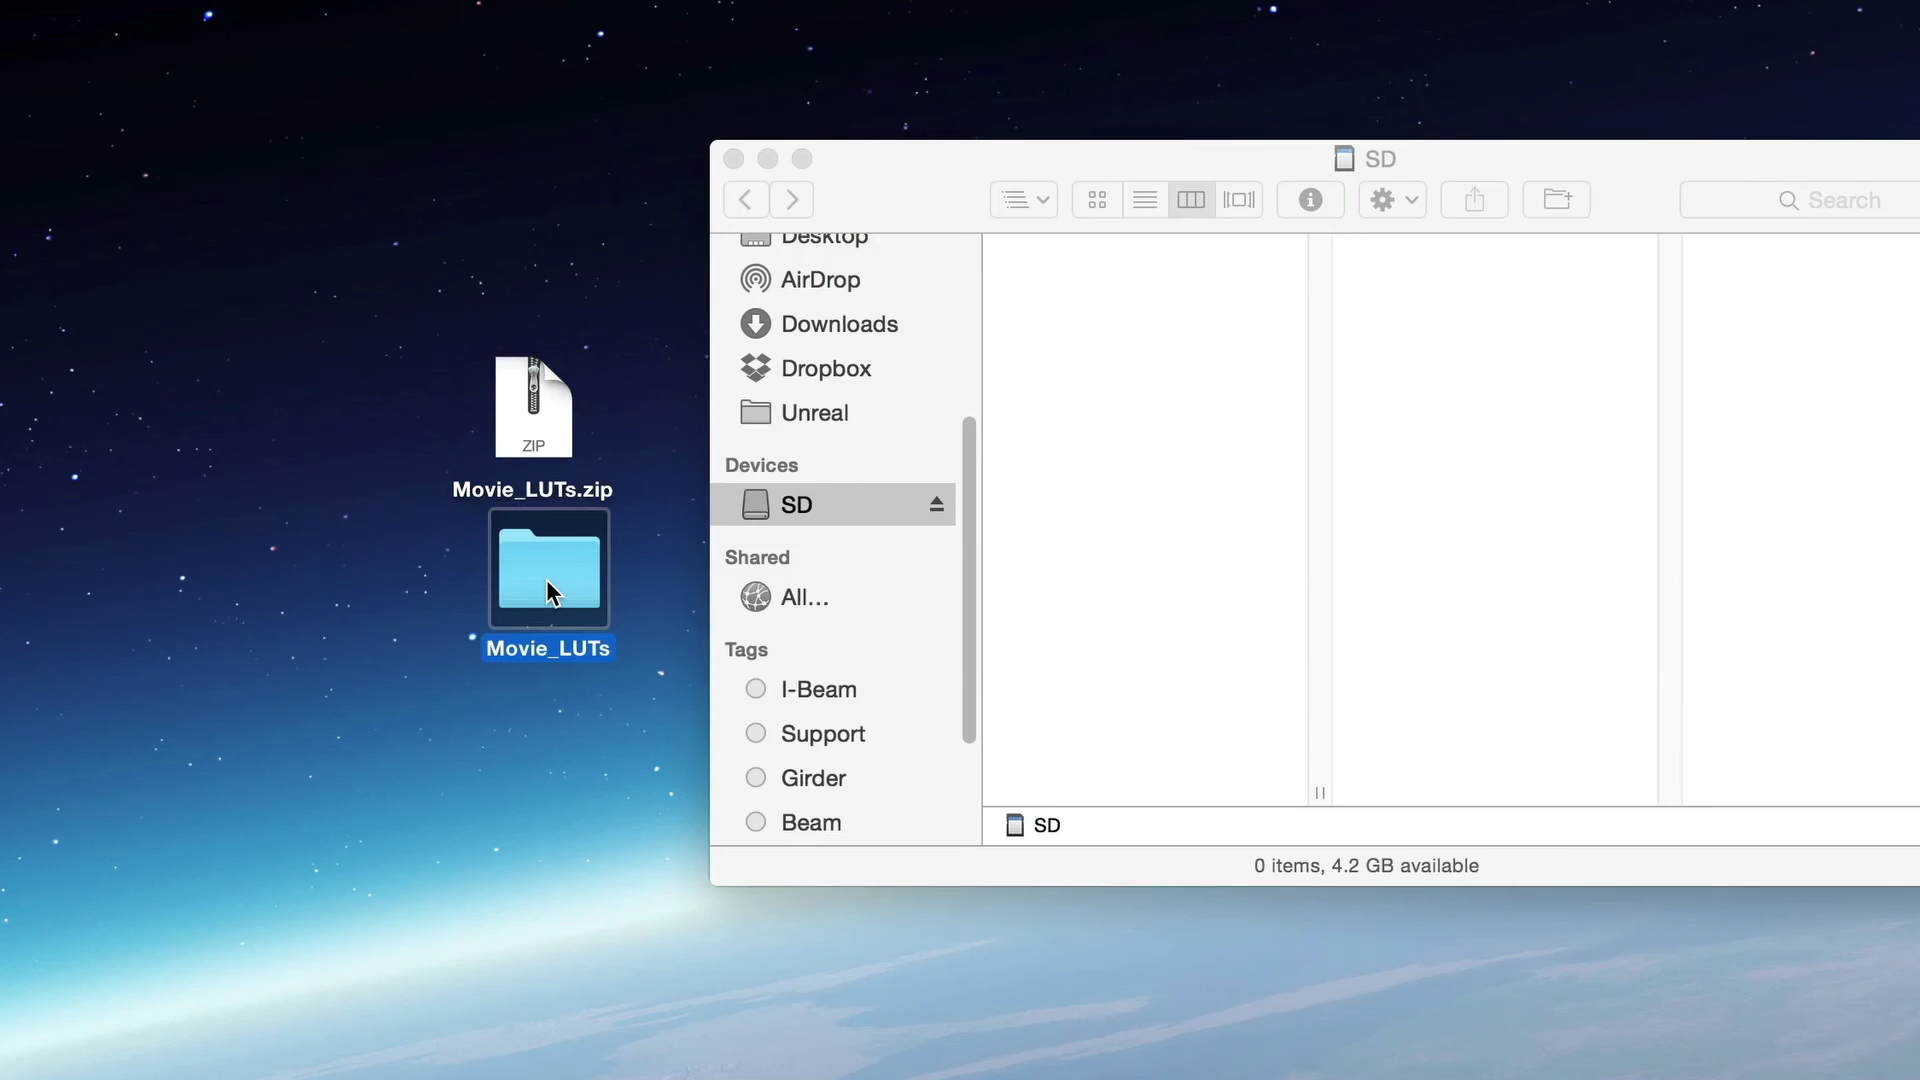 SD
Search
Desktop
AirDrop
Downloads
Dropbox
Unreal
Devices
SD
Shared
All...
Tags
I-Beam
Support
Girder
Beam
SD
0 items, 4.2 GB available
ZIP
Movie_LUTs.zip
Movie_LUTs